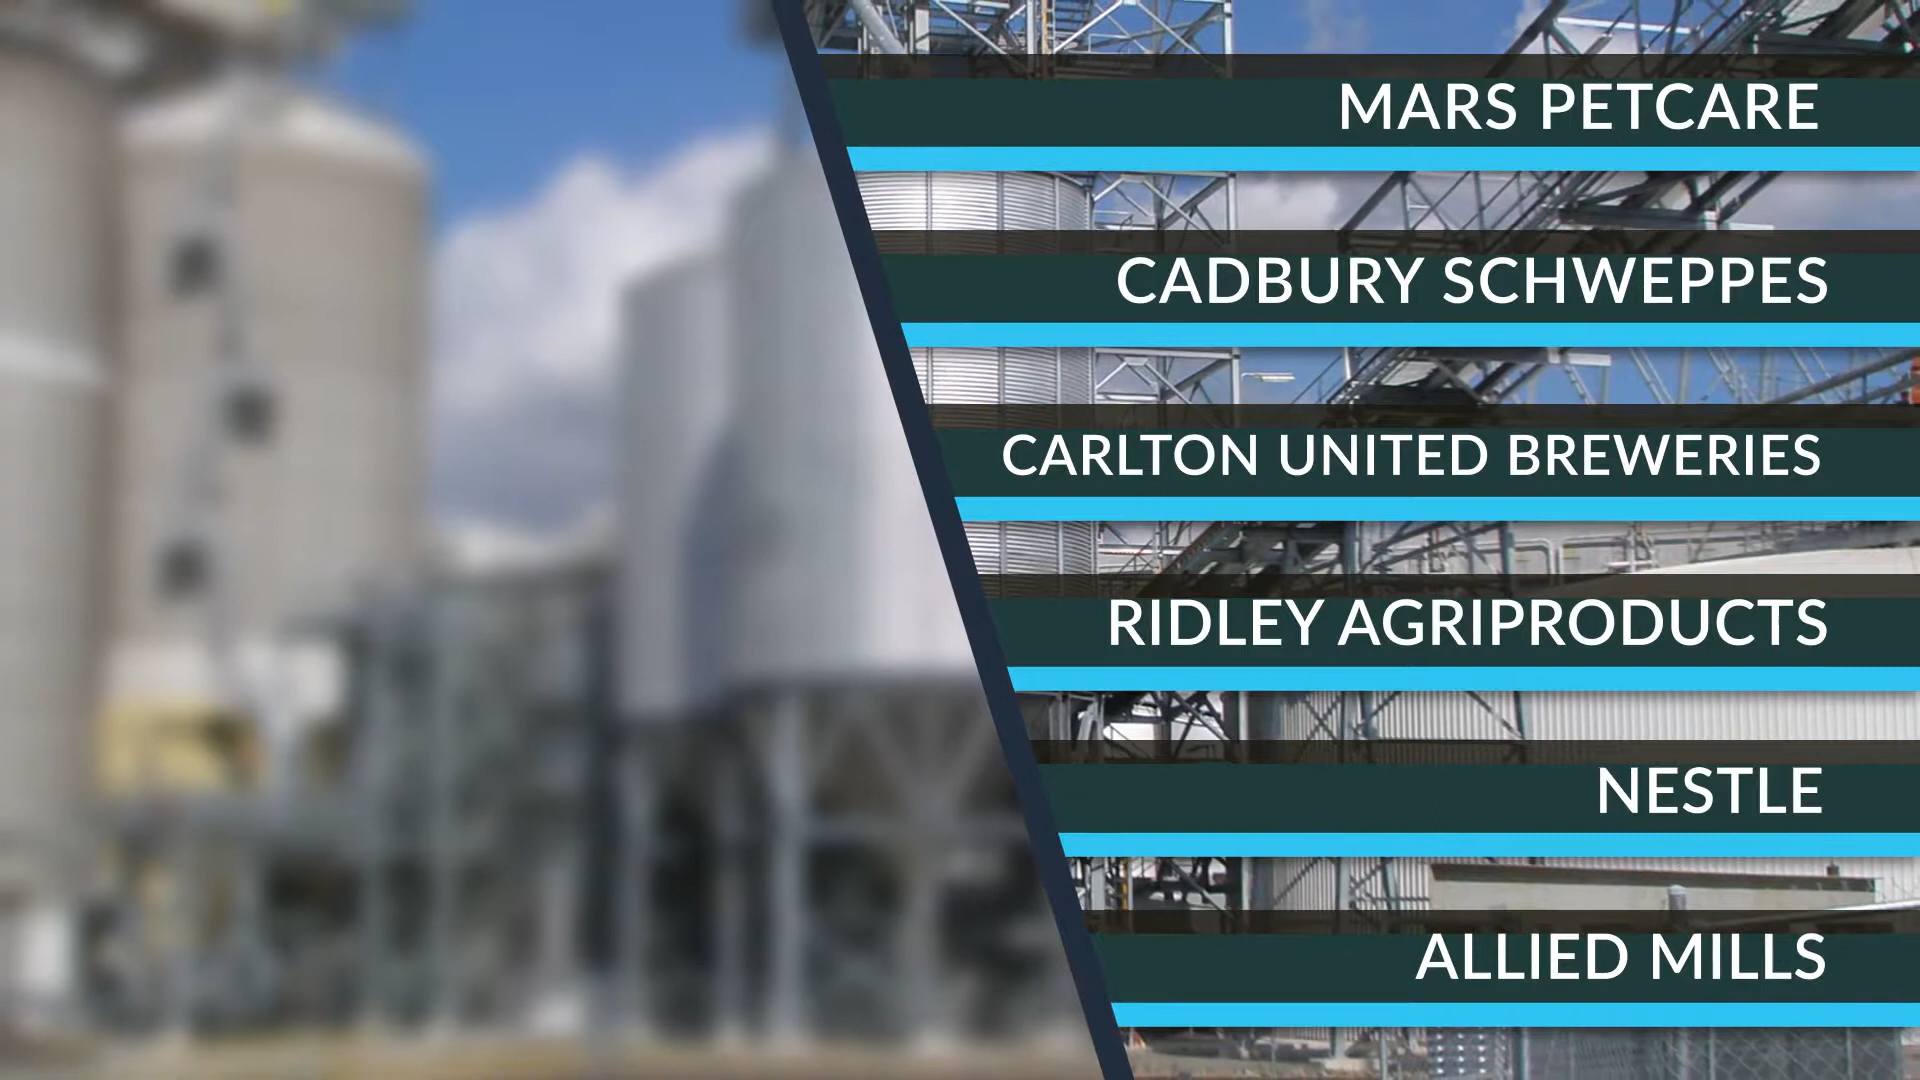 MARS PETCARE
CADBURY SCHWEPPES
CARLTON UNITED BREWERIES
RIDLEY AGRIPRODUCTS
NESTLE
ALLIED MILLS